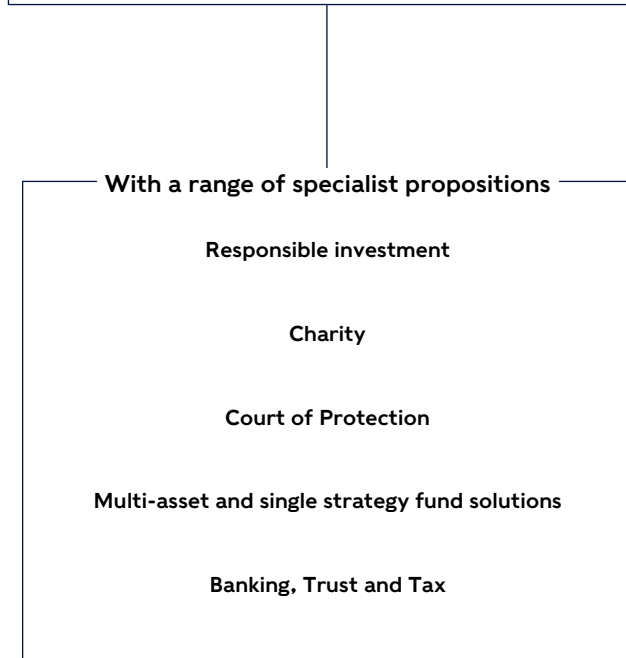 With a range of specialist propositions
Responsible investment
Charity
Court of Protection
Multi-asset and single strategy fund solutions
Banking, Trust and Tax